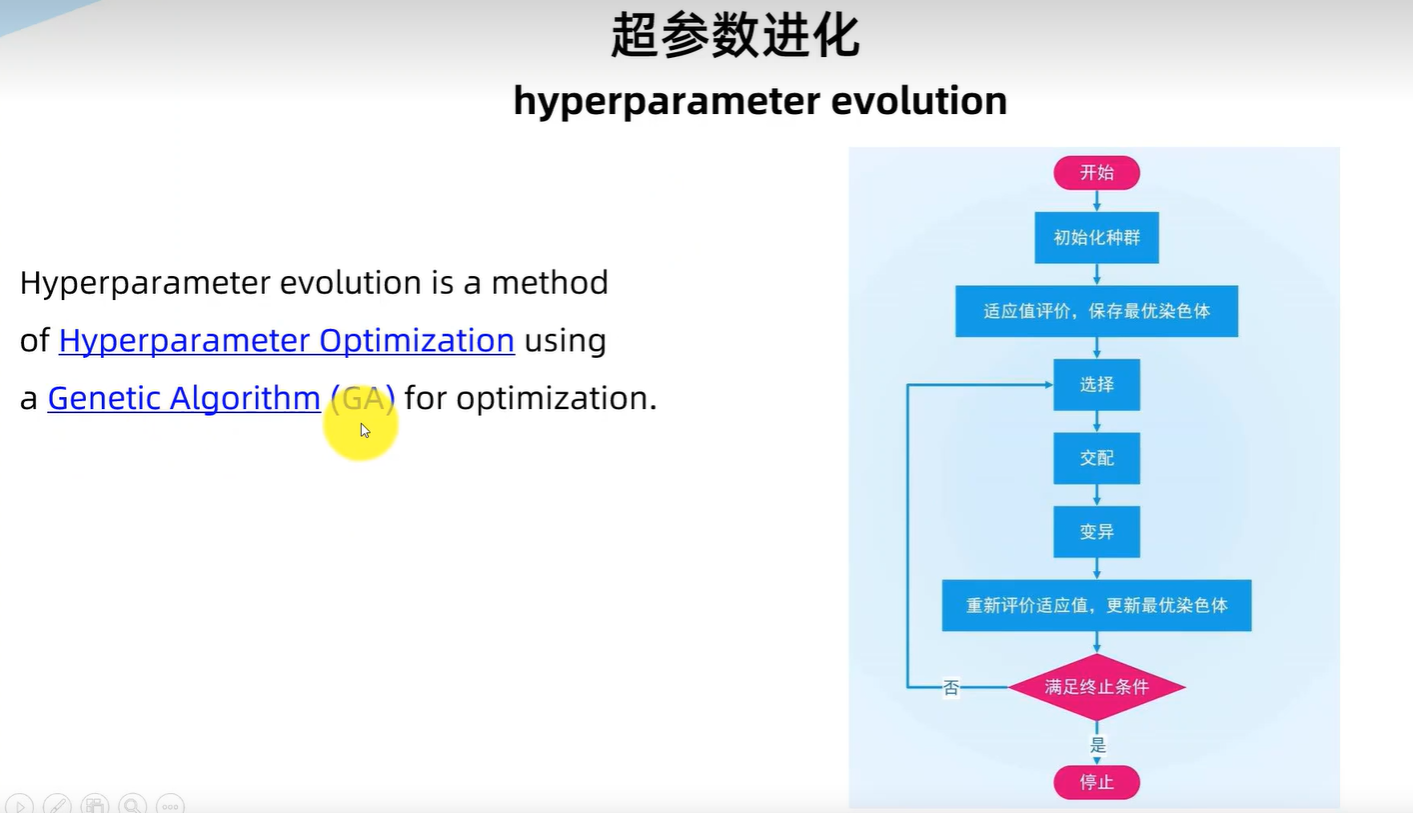 超参数进化
hyperparameter evolution
Hyperparameter evolution is a method
of Hyperparameter Optimization using
a Genetic Algorithm (GA) for optimization.
开始
初始化种群
适应值评价，保存最优染色体
选择
交配
变异
重新评价适应值，更新最优染色体
满足终止条件
否
是
停止